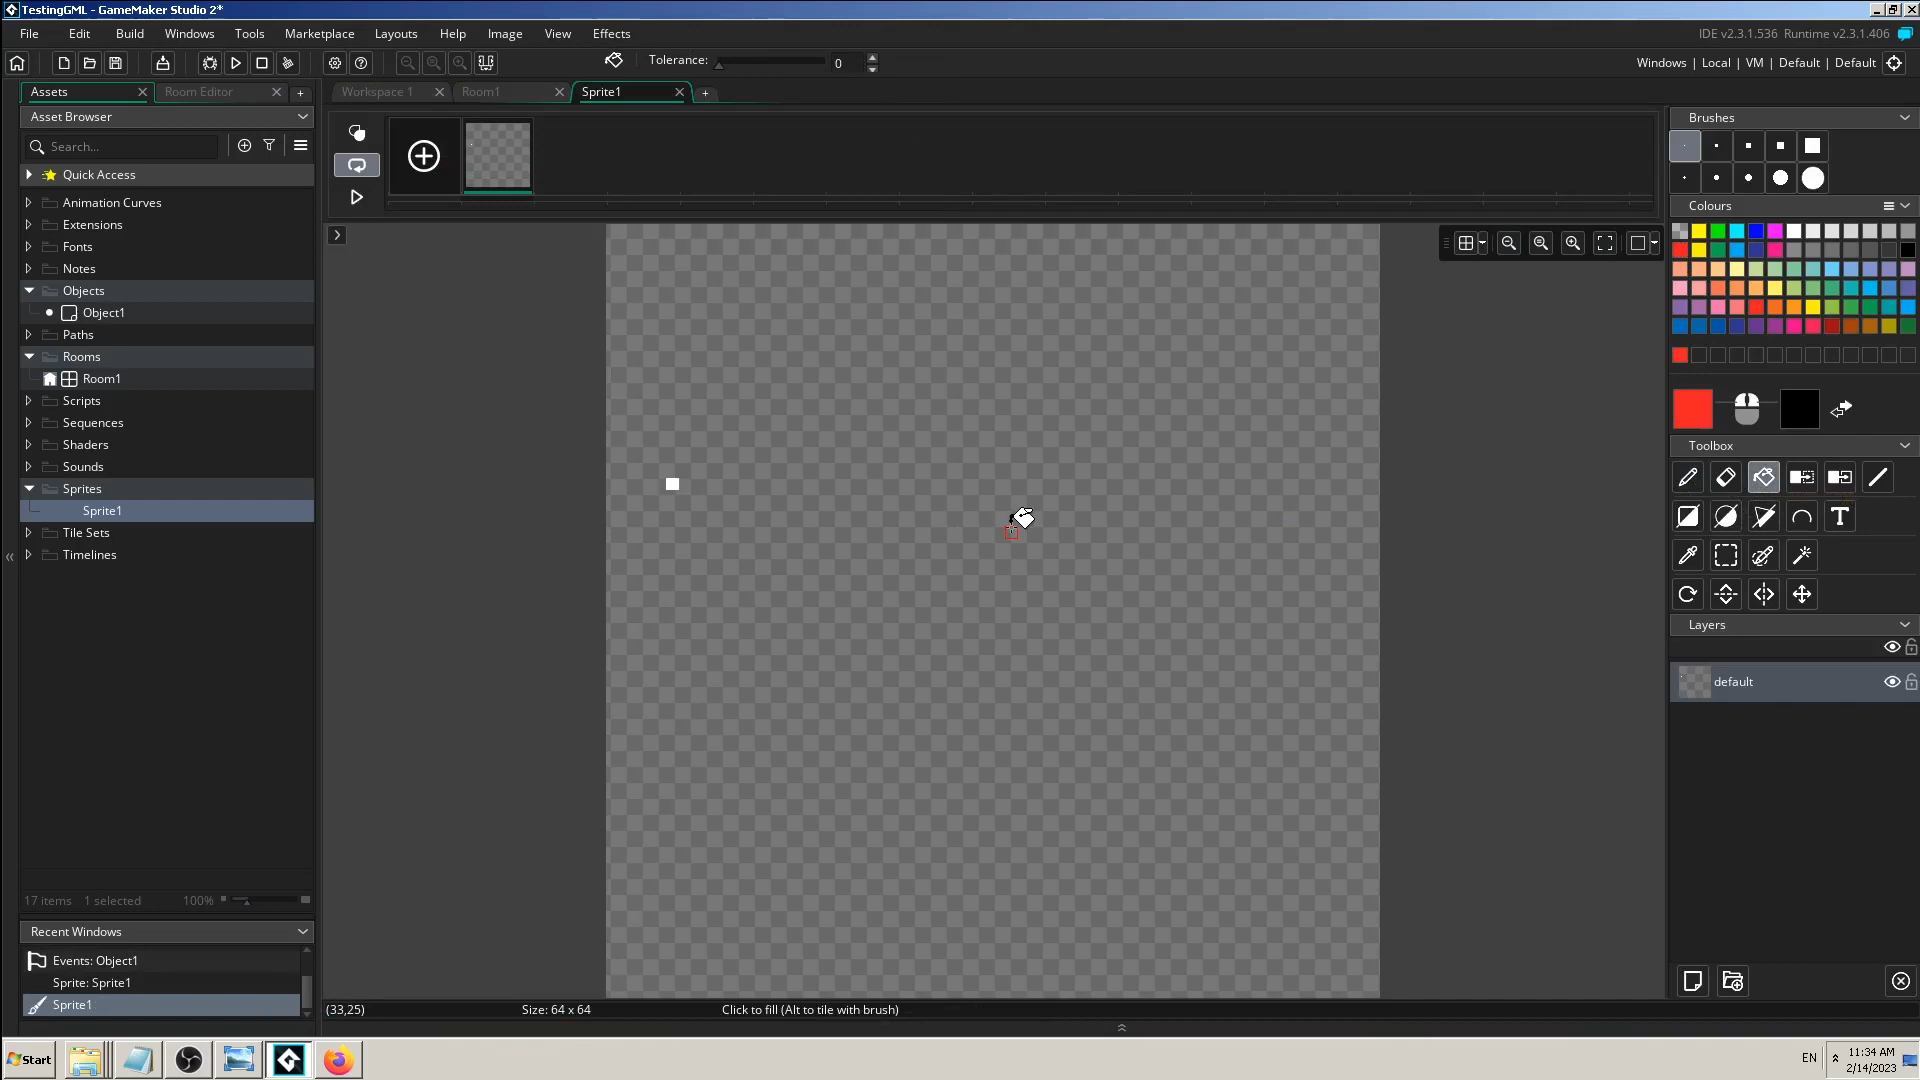 TestingGML - GameMaker Studio 2*
File Edit Build Windows Tools Marketplace Layouts Help Image View Effects
IDE v2.3.1.536 Runtime v2.3.1.406
Tolerance: 0
Windows | Local | VM | Default | Default
Assets Room Editor Workspace 1 Room1 Sprite1
Asset Browser
Search...
Quick Access
Animation Curves
Extensions
Fonts
Notes
Objects
Object1
Paths
Rooms
Room1
Scripts
Sequences
Shaders
Sounds
Sprites
Sprite1
Tile Sets
Timelines
17 items 1 selected 100%
Recent Windows
Events: Object1
Sprite: Sprite1
Sprite1
Brushes
Colours
Toolbox
T
Layers
default
(33,25) Size: 64 x 64 Click to fill (Alt to tile with brush)
Start
EN
11:34 AM
2/14/2023